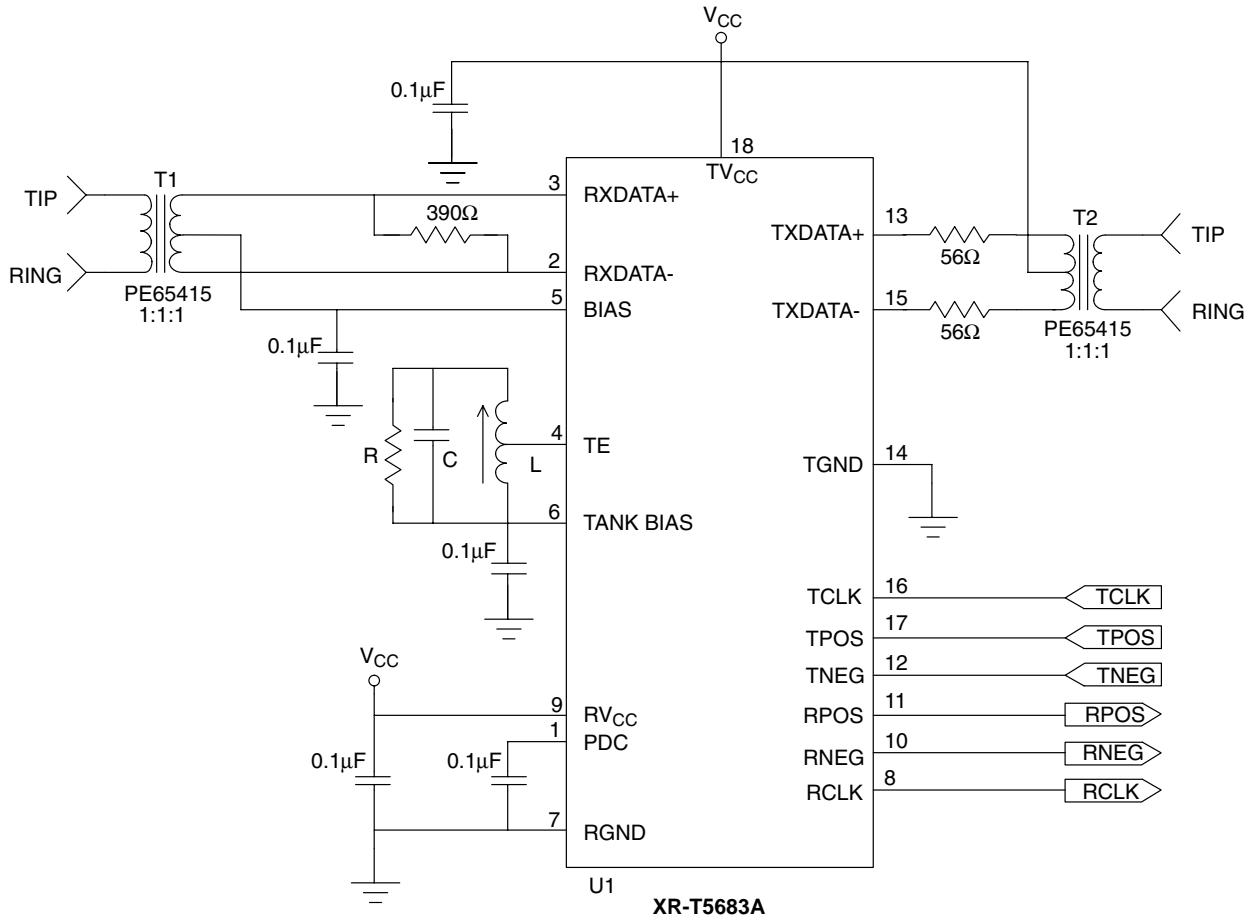 VCC
0.1µF
18
TVCC
T1
TIP
3
RXDATA+
390Ω
RING
2
RXDATA-
PE65415
1:1:1
5
BIAS
0.1µF
13
TXDATA+
56Ω
T2
TIP
15
TXDATA-
56Ω
RING
PE65415
1:1:1
R
C
L
4
TE
6
TANK BIAS
0.1µF
14
TGND
16
TCLK
TCLK
17
TPOS
TPOS
12
TNEG
TNEG
11
RPOS
RPOS
10
RNEG
RNEG
8
RCLK
RCLK
VCC
9
RVCC
1
PDC
0.1µF
0.1µF
7
RGND
U1
XR-T5683A